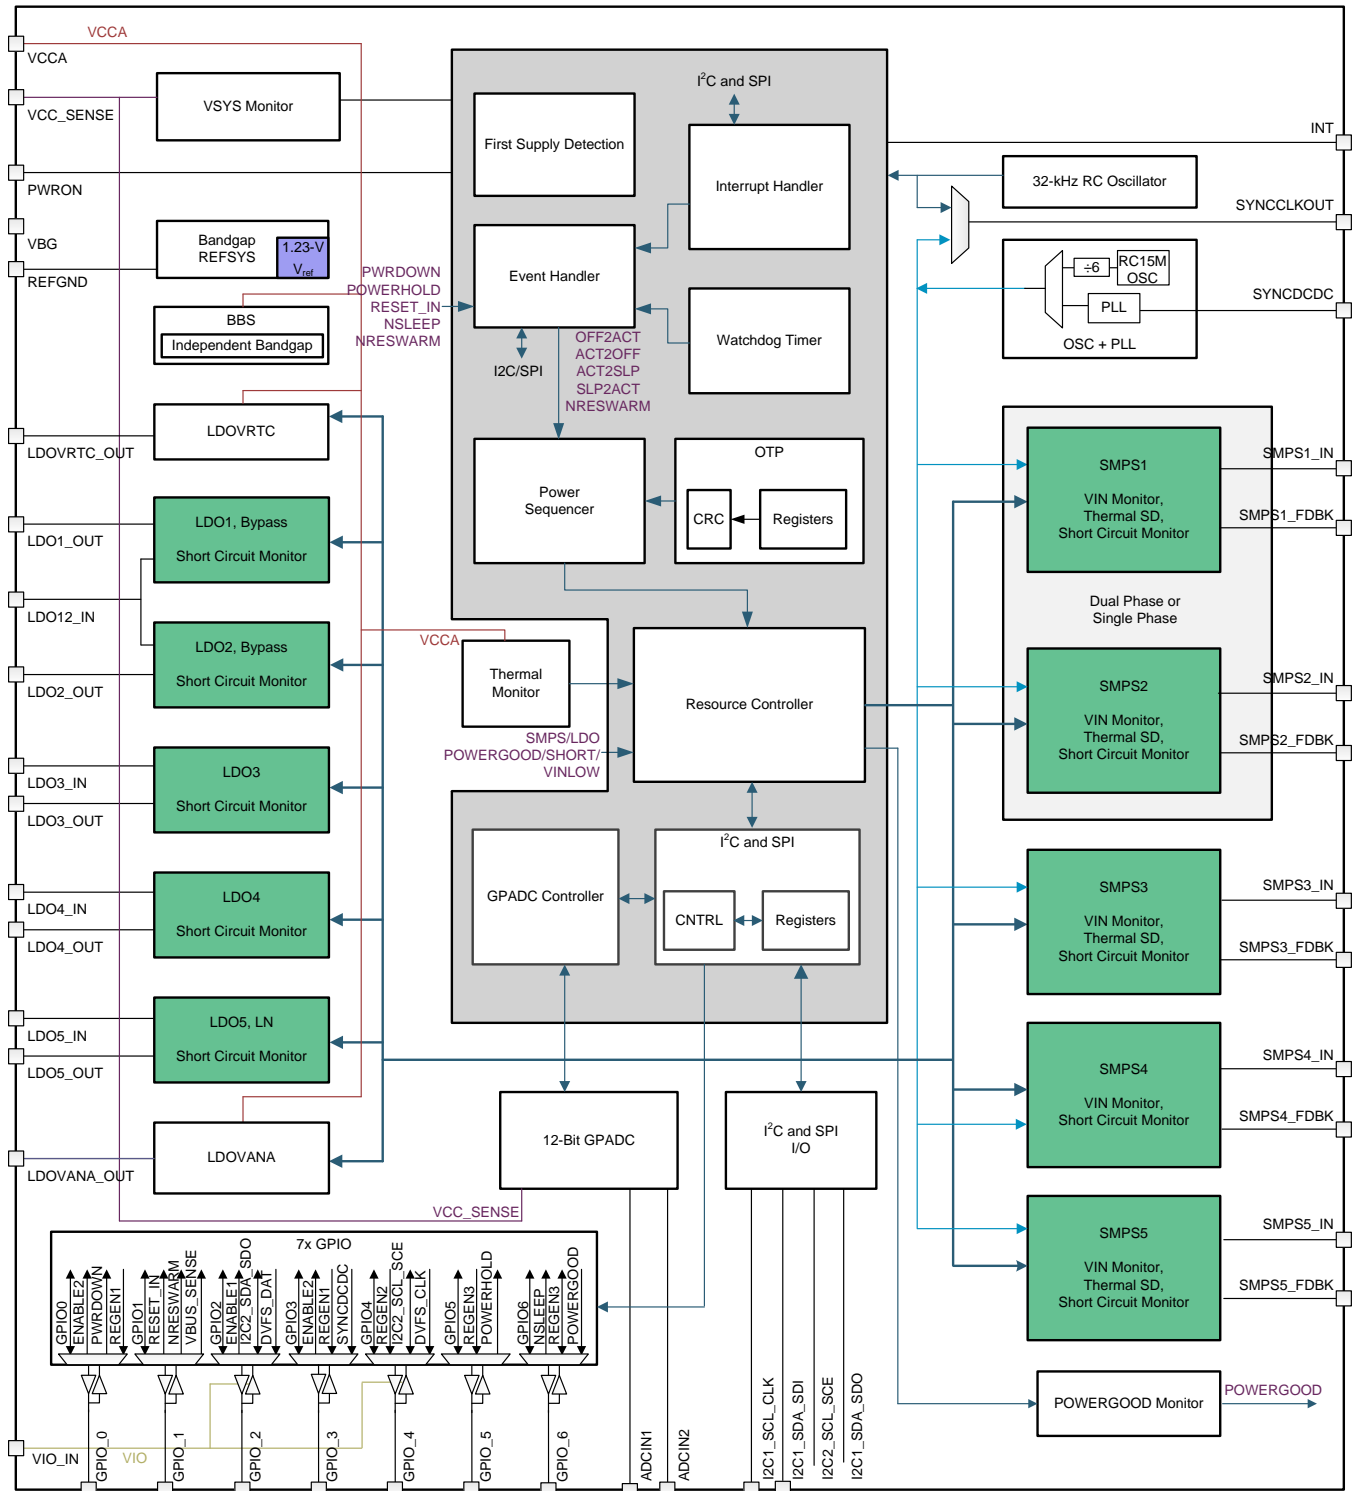 VCCA
VCCA
VCC_SENSE
VSYS Monitor
PWRON
VBG
REFGND
Bandgap
REFSYS
1.23-V
Vref
BBS
Independent Bandgap
LDOVRTC
LDOVRTC_OUT
LDO1, Bypass
Short Circuit Monitor
LDO1_OUT
LDO12_IN
LDO2, Bypass
Short Circuit Monitor
LDO2_OUT
LDO3
Short Circuit Monitor
LDO3_IN
LDO3_OUT
LDO4
Short Circuit Monitor
LDO4_IN
LDO4_OUT
LDO5, LN
Short Circuit Monitor
LDO5_IN
LDO5_OUT
LDOVANA
LDOVANA_OUT
VCC_SENSE
I2C and SPI
First Supply Detection
Interrupt Handler
Event Handler
PWRDOWN
POWERHOLD
RESET_IN
NSLEEP
NRESWARM
I2C/SPI
OFF2ACT
ACT2OFF
ACT2SLP
SLP2ACT
NRESWARM
Watchdog Timer
Power
Sequencer
OTP
CRC
Registers
VCCA
Thermal
Monitor
Resource Controller
SMPS/LDO
POWERGOOD/SHORT/
VINLOW
GPADC Controller
I2C and SPI
CNTRL
Registers
12-Bit GPADC
I2C and SPI
I/O
INT
32-kHz RC Oscillator
SYNCCLKOUT
÷6
RC15M
OSC
PLL
OSC + PLL
SYNCDCDC
SMPS1
VIN Monitor,
Thermal SD,
Short Circuit Monitor
SMPS1_IN
SMPS1_FDBK
Dual Phase or
Single Phase
SMPS2
VIN Monitor,
Thermal SD,
Short Circuit Monitor
SMPS2_IN
SMPS2_FDBK
SMPS3
VIN Monitor,
Thermal SD,
Short Circuit Monitor
SMPS3_IN
SMPS3_FDBK
SMPS4
VIN Monitor,
Short Circuit Monitor
SMPS4_IN
SMPS4_FDBK
SMPS5
VIN Monitor,
Thermal SD,
Short Circuit Monitor
SMPS5_IN
SMPS5_FDBK
POWERGOOD Monitor
POWERGOOD
7x GPIO
GPIO0
ENABLE2
PWRDOWN
REGEN1
GPIO1
RESET_IN
NRESWARM
VBUS_SENSE
GPIO2
ENABLE1
I2C2_SDA_SDO
DVFS_DAT
GPIO3
ENABLE2
REGEN1
SYNCDCDC
GPIO4
REGEN2
I2C2_SCL_SCE
DVFS_CLK
GPIO5
REGEN3
POWERHOLD
GPIO6
NSLEEP
REGEN3
POWERGOOD
VIO_IN
VIO
GPIO_0
GPIO_1
GPIO_2
GPIO_3
GPIO_4
GPIO_5
GPIO_6
ADCIN1
ADCIN2
I2C1_SCL_CLK
I2C1_SDA_SDI
I2C2_SCL_SCE
I2C1_SDA_SDO